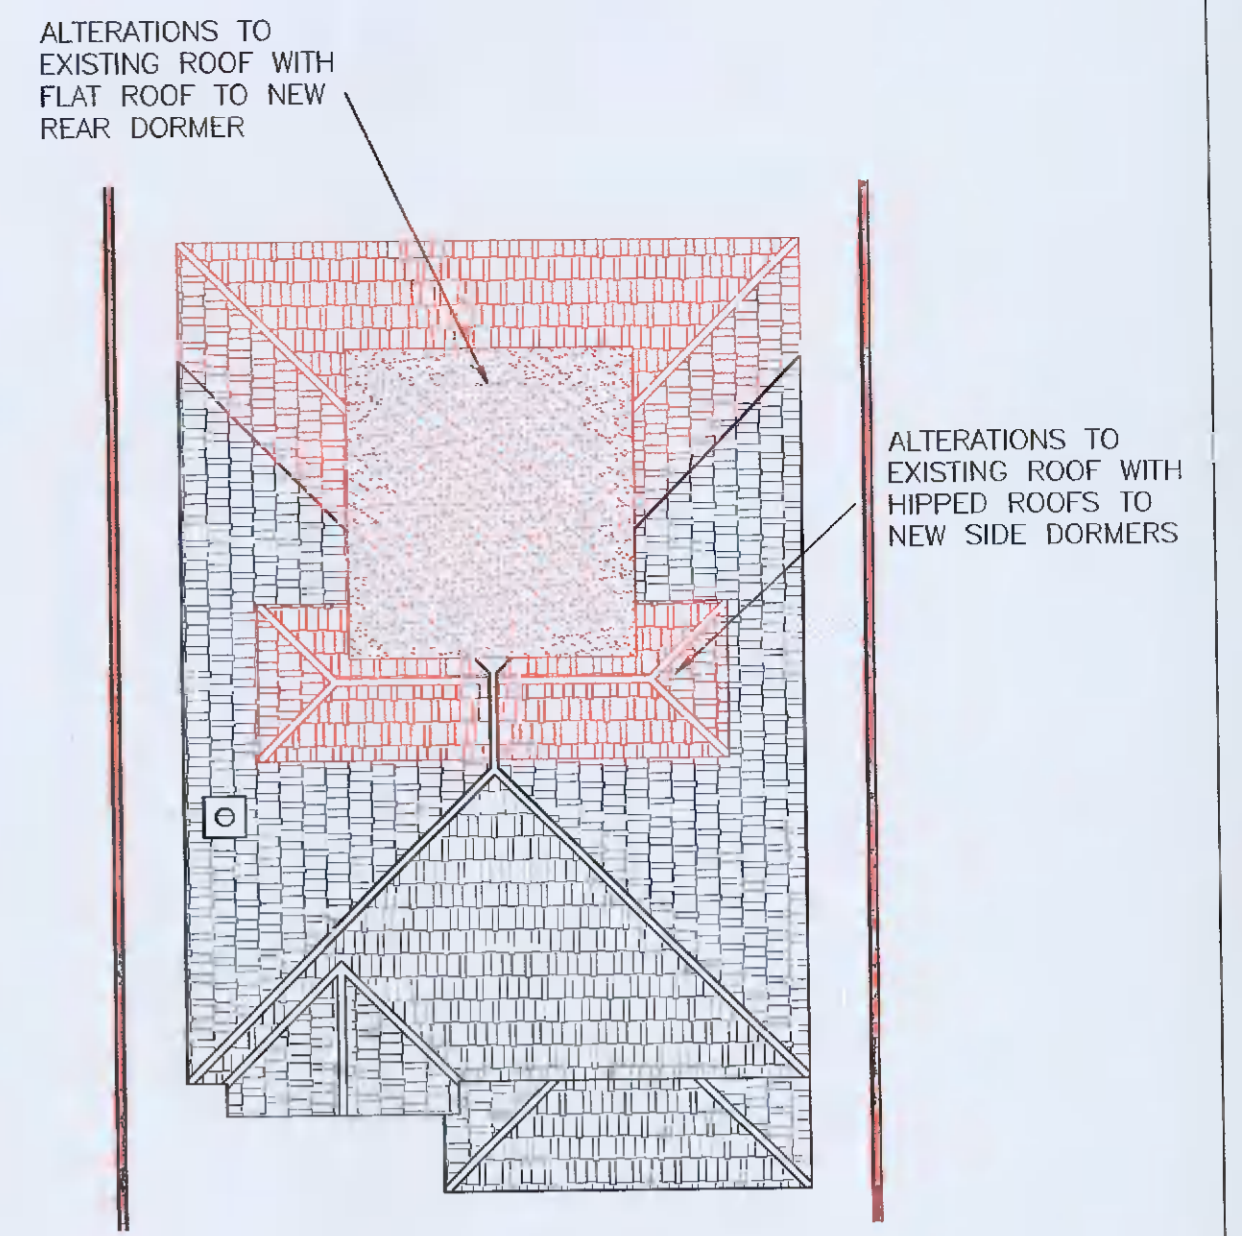 ALTERATIONS TO
EXISTING ROOF WITH
FLAT ROOF TO NEW
REAR DORMER
ALTERATIONS TO
EXISTING ROOF WITH
HIPPED ROOFS TO
NEW SIDE DORMERS